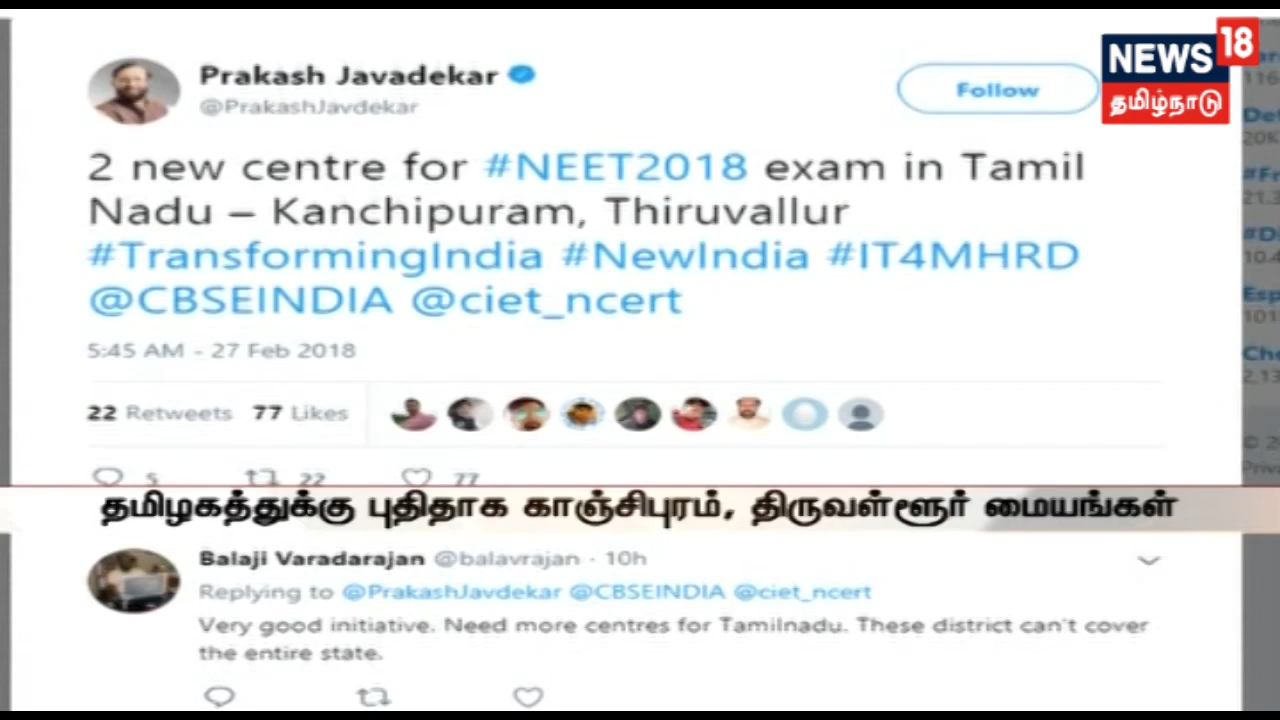 NEWS 18
தமிழ்நாடு
Prakash Javadekar
@PrakashJavdekar
Follow
2 new centre for #NEET2018 exam in Tamil
Nadu – Kanchipuram, Thiruvallur
#TransformingIndia #NewIndia #IT4MHRD
@CBSEINDIA @ciet_ncert
5:45 AM - 27 Feb 2018
22 Retweets 77 Likes
5 22 77
தமிழகத்துக்கு புதிதாக காஞ்சிபுரம், திருவள்ளூர் மையங்கள்
Balaji Varadarajan @balavrajan · 10h
Replying to @PrakashJavdekar @CBSEINDIA @ciet_ncert
Very good initiative. Need more centres for Tamilnadu. These district can't cover
the entire state.